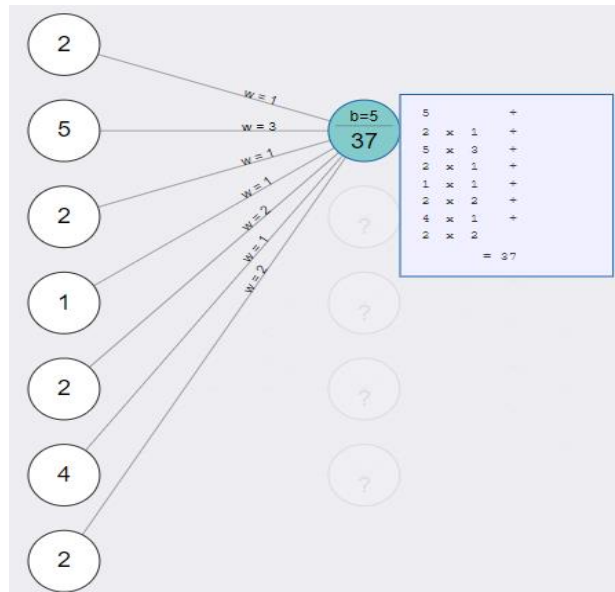 2
w = 1
b=5
37
5
w = 3
2
w = 1
w = 1
w = 2
w = 1
w = 2
1
2
4
2
?
?
?
?
5 +
2 x 1 +
5 x 3 +
2 x 1 +
1 x 1 +
2 x 2 +
4 x 1 +
2 x 2
= 37